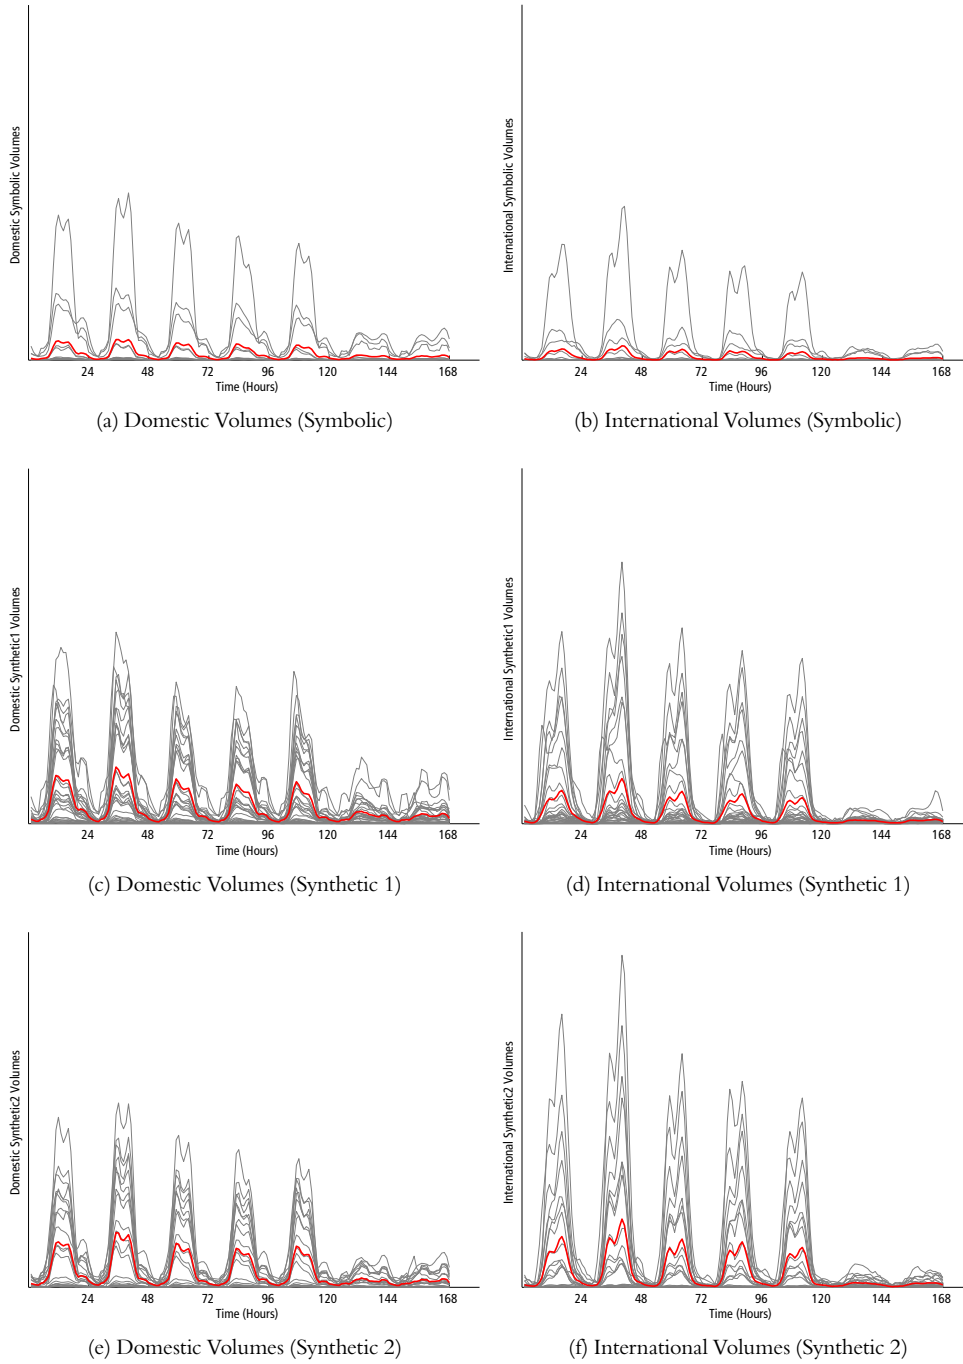 Domestic Symbolic Volumes
24 48 72 96 120 144 168
Time (Hours)
(a) Domestic Volumes (Symbolic)
International Symbolic Volumes
24 48 72 96 120 144 168
Time (Hours)
(b) International Volumes (Symbolic)
Domestic Synthetic1 Volumes
24 48 72 96 120 144 168
Time (Hours)
(c) Domestic Volumes (Synthetic 1)
International Synthetic1 Volumes
24 48 72 96 120 144 168
Time (Hours)
(d) International Volumes (Synthetic 1)
Domestic Synthetic2 Volumes
24 48 72 96 120 144 168
Time (Hours)
(e) Domestic Volumes (Synthetic 2)
International Synthetic2 Volumes
24 48 72 96 120 144 168
Time (Hours)
(f) International Volumes (Synthetic 2)